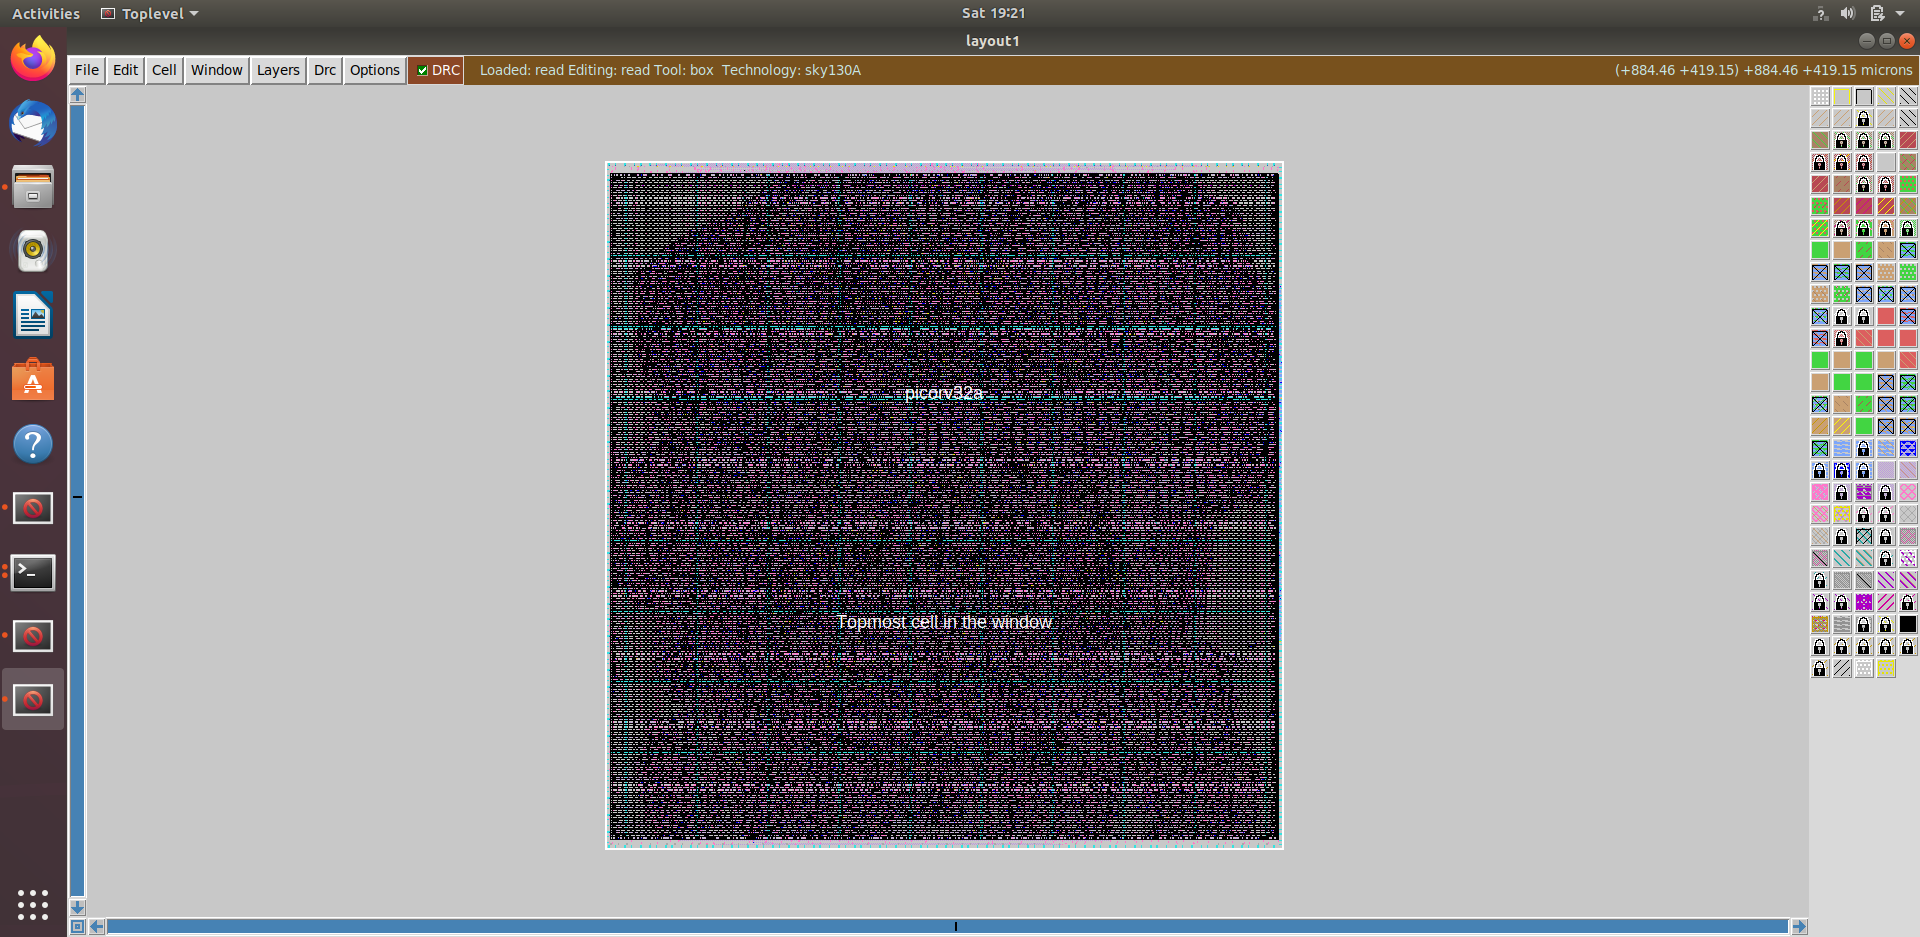 Activities Toplevel Sat 19:21
layout1
File Edit Cell Window Layers Drc Options DRC Loaded: read Editing: read Tool: box Technology: sky130A (+884.46 +419.15) +884.46 +419.15 microns
picorv32a
Topmost cell in the window